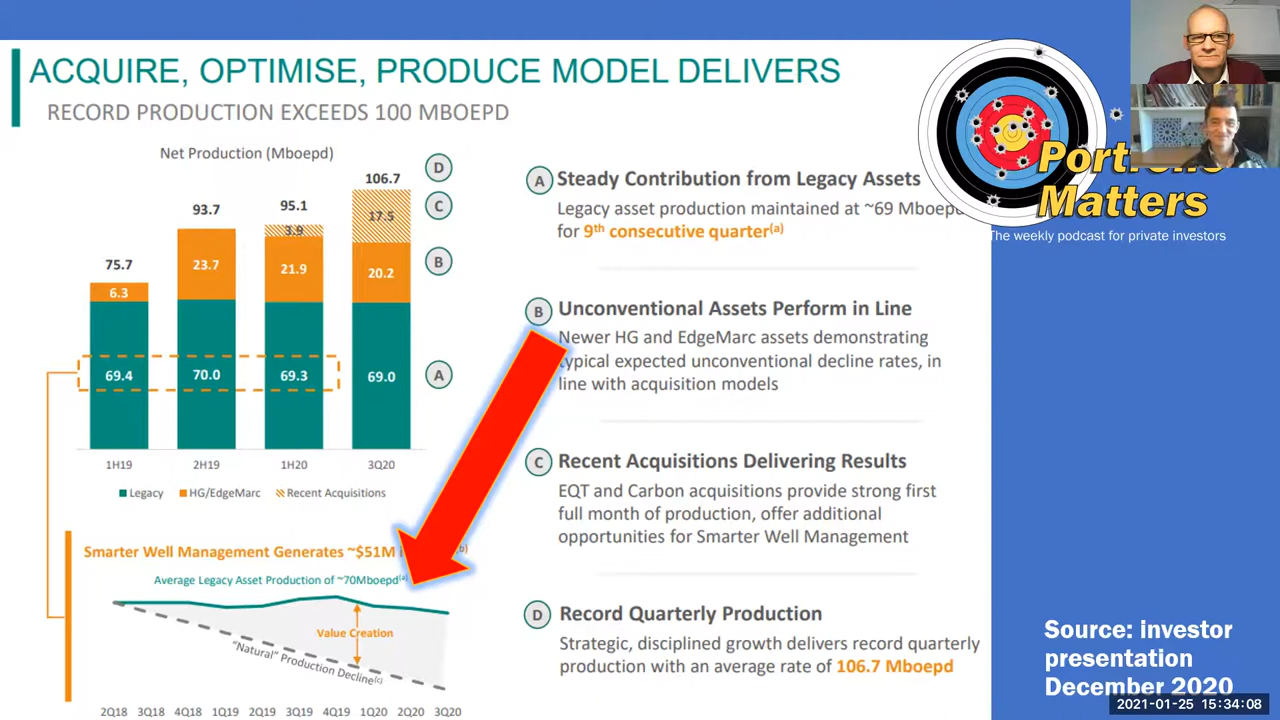 ACQUIRE, OPTIMISE, PRODUCE MODEL DELIVERS
RECORD PRODUCTION EXCEEDS 100 MBOEPD
Net Production (Mboepd)
D
C
B
A
75.7
6.3
69.4
1H19
93.7
23.7
70.0
2H19
95.1
3.9
21.9
69.3
1H20
106.7
17.5
20.2
69.0
3Q20
Legacy
HG/EdgeMarc
Recent Acquisitions
Smarter Well Management Generates ~$51M
(b)
Average Legacy Asset Production of ~70Mboepd(a)
Value Creation
"Natural" Production Decline(c)
2Q18 3Q18 4Q18 1Q19 2Q19 3Q19 4Q19 1Q20 2Q20 3Q20
A
Steady Contribution from Legacy Assets
Legacy asset production maintained at ~69 Mboepd
for 9th consecutive quarter(a)
B
Unconventional Assets Perform in Line
Newer HG and EdgeMarc assets demonstrating
typical expected unconventional decline rates, in
line with acquisition models
C
Recent Acquisitions Delivering Results
EQT and Carbon acquisitions provide strong first
full month of production, offer additional
opportunities for Smarter Well Management
D
Record Quarterly Production
Strategic, disciplined growth delivers record quarterly
production with an average rate of 106.7 Mboepd
Portfolio
Matters
The weekly podcast for private investors
Source: investor
presentation
December 2020
2021-01-25 15:34:08